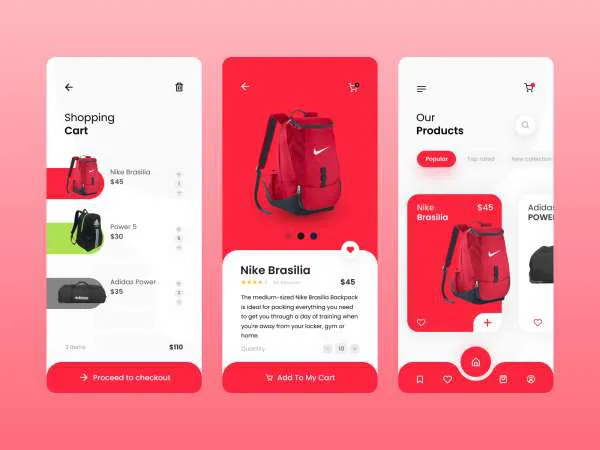 Shopping
Cart
Nike Brasilia
$45
1
Power 5
$30
Adidas Power
$35
3 Items
$110
Proceed to checkout
Nike Brasilia
$45
The medium-sized Nike Brasilia Backpack
is ideal for packing everything you need
to get you through a day of training when
you're away from your locker, gym or
home.
Quantity
- 10 +
Add To My Cart
Our
Products
Popular
Top rated
New collection
Nike
Brasilia
$45
Adidas
POWE